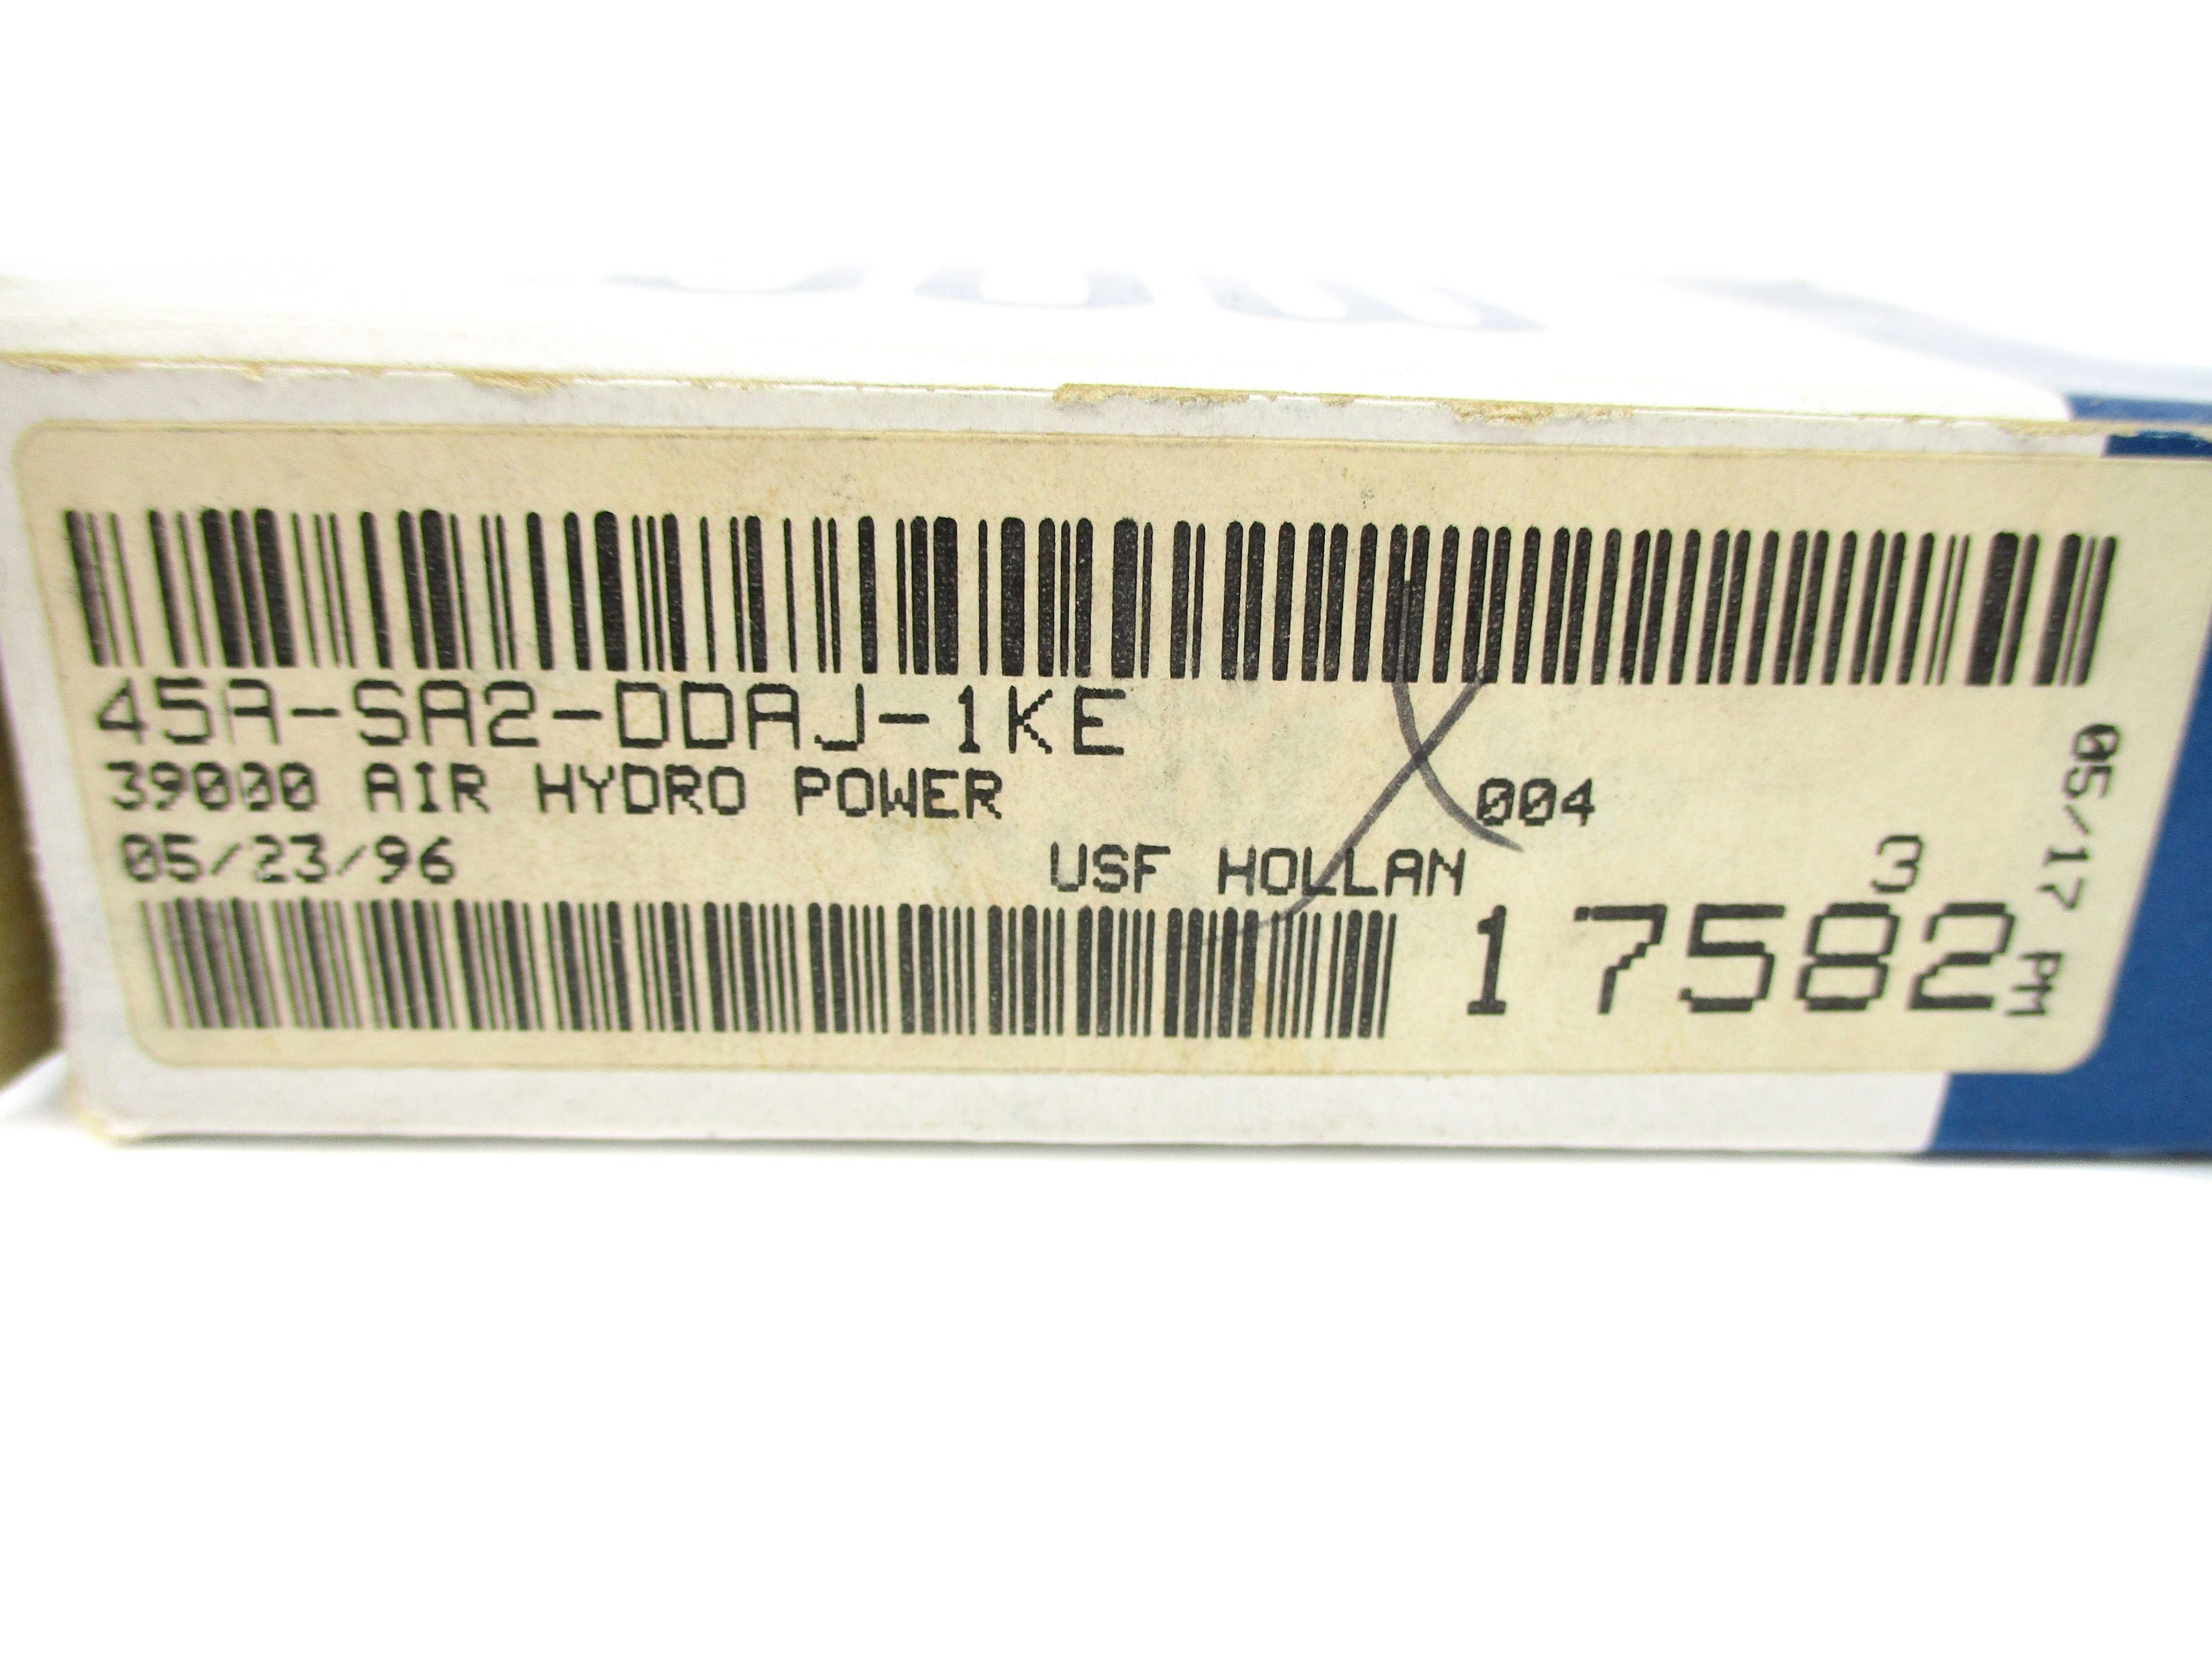 45A-SA2-DDAJ-1KE
39000 AIR HYDRO POWER 004
05/23/96 USF HOLLAN
3
17582
05/17 PM